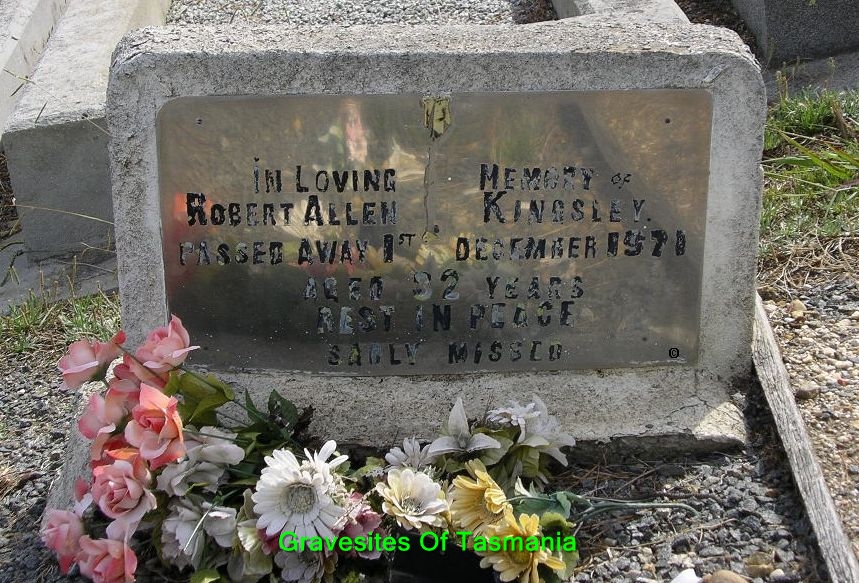 IN LOVING MEMORY of
ROBERT ALLEN KINGSLEY.
PASSED AWAY 1ST DECEMBER 1971
AGED 32 YEARS
REST IN PEACE
SADLY MISSED
Gravesites Of Tasmania